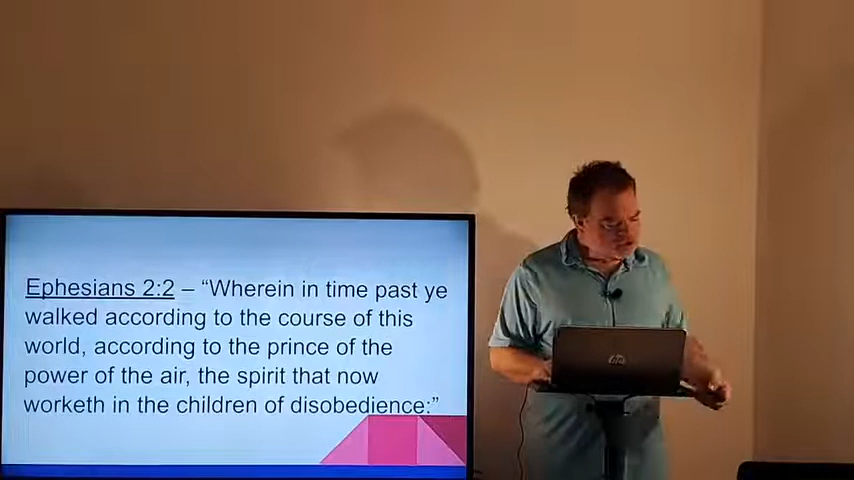 Ephesians 2:2 – “Wherein in time past ye
walked according to the course of this
world, according to the prince of the
power of the air, the spirit that now
worketh in the children of disobedience:”
hp